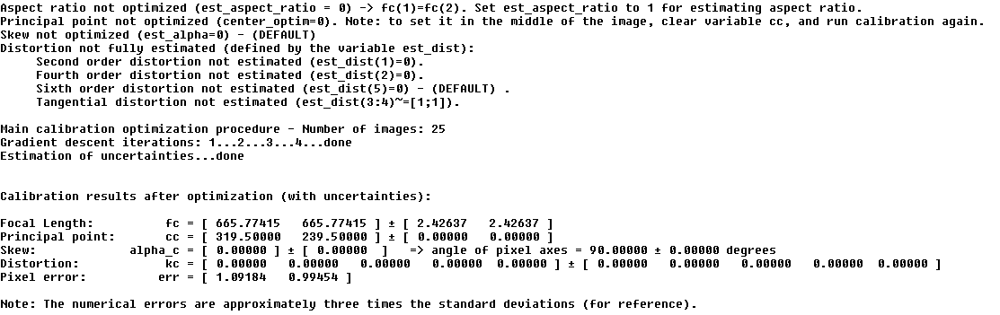 Aspect ratio not optimized (est_aspect_ratio = 0) -> fc(1)=fc(2). Set est_aspect_ratio to 1 for estimating aspect ratio.
Principal point not optimized (center_optim=0). Note: to set it in the middle of the image, clear variable cc, and run calibration again.
Skew not optimized (est_alpha=0) - (DEFAULT)
Distortion not fully estimated (defined by the variable est_dist):
     Second order distortion not estimated (est_dist(1)=0).
     Fourth order distortion not estimated (est_dist(2)=0).
     Sixth order distortion not estimated (est_dist(5)=0) - (DEFAULT) .
     Tangential distortion not estimated (est_dist(3:4)~=[1;1]).
Main calibration optimization procedure - Number of images: 25
Gradient descent iterations: 1...2...3...4...done
Estimation of uncertainties...done
Calibration results after optimization (with uncertainties):
Focal Length:          fc = [ 665.77415   665.77415 ] ± [ 2.42637   2.42637 ]
Principal point:       cc = [ 319.50000   239.50000 ] ± [ 0.00000   0.00000 ]
Skew:             alpha_c = [ 0.00000 ] ± [ 0.00000  ]   => angle of pixel axes = 90.00000 ± 0.00000 degrees
Distortion:            kc = [ 0.00000   0.00000   0.00000   0.00000  0.00000 ] ± [ 0.00000   0.00000   0.00000   0.00000  0.00000 ]
Pixel error:          err = [ 1.09184   0.99454 ]
Note: The numerical errors are approximately three times the standard deviations (for reference).